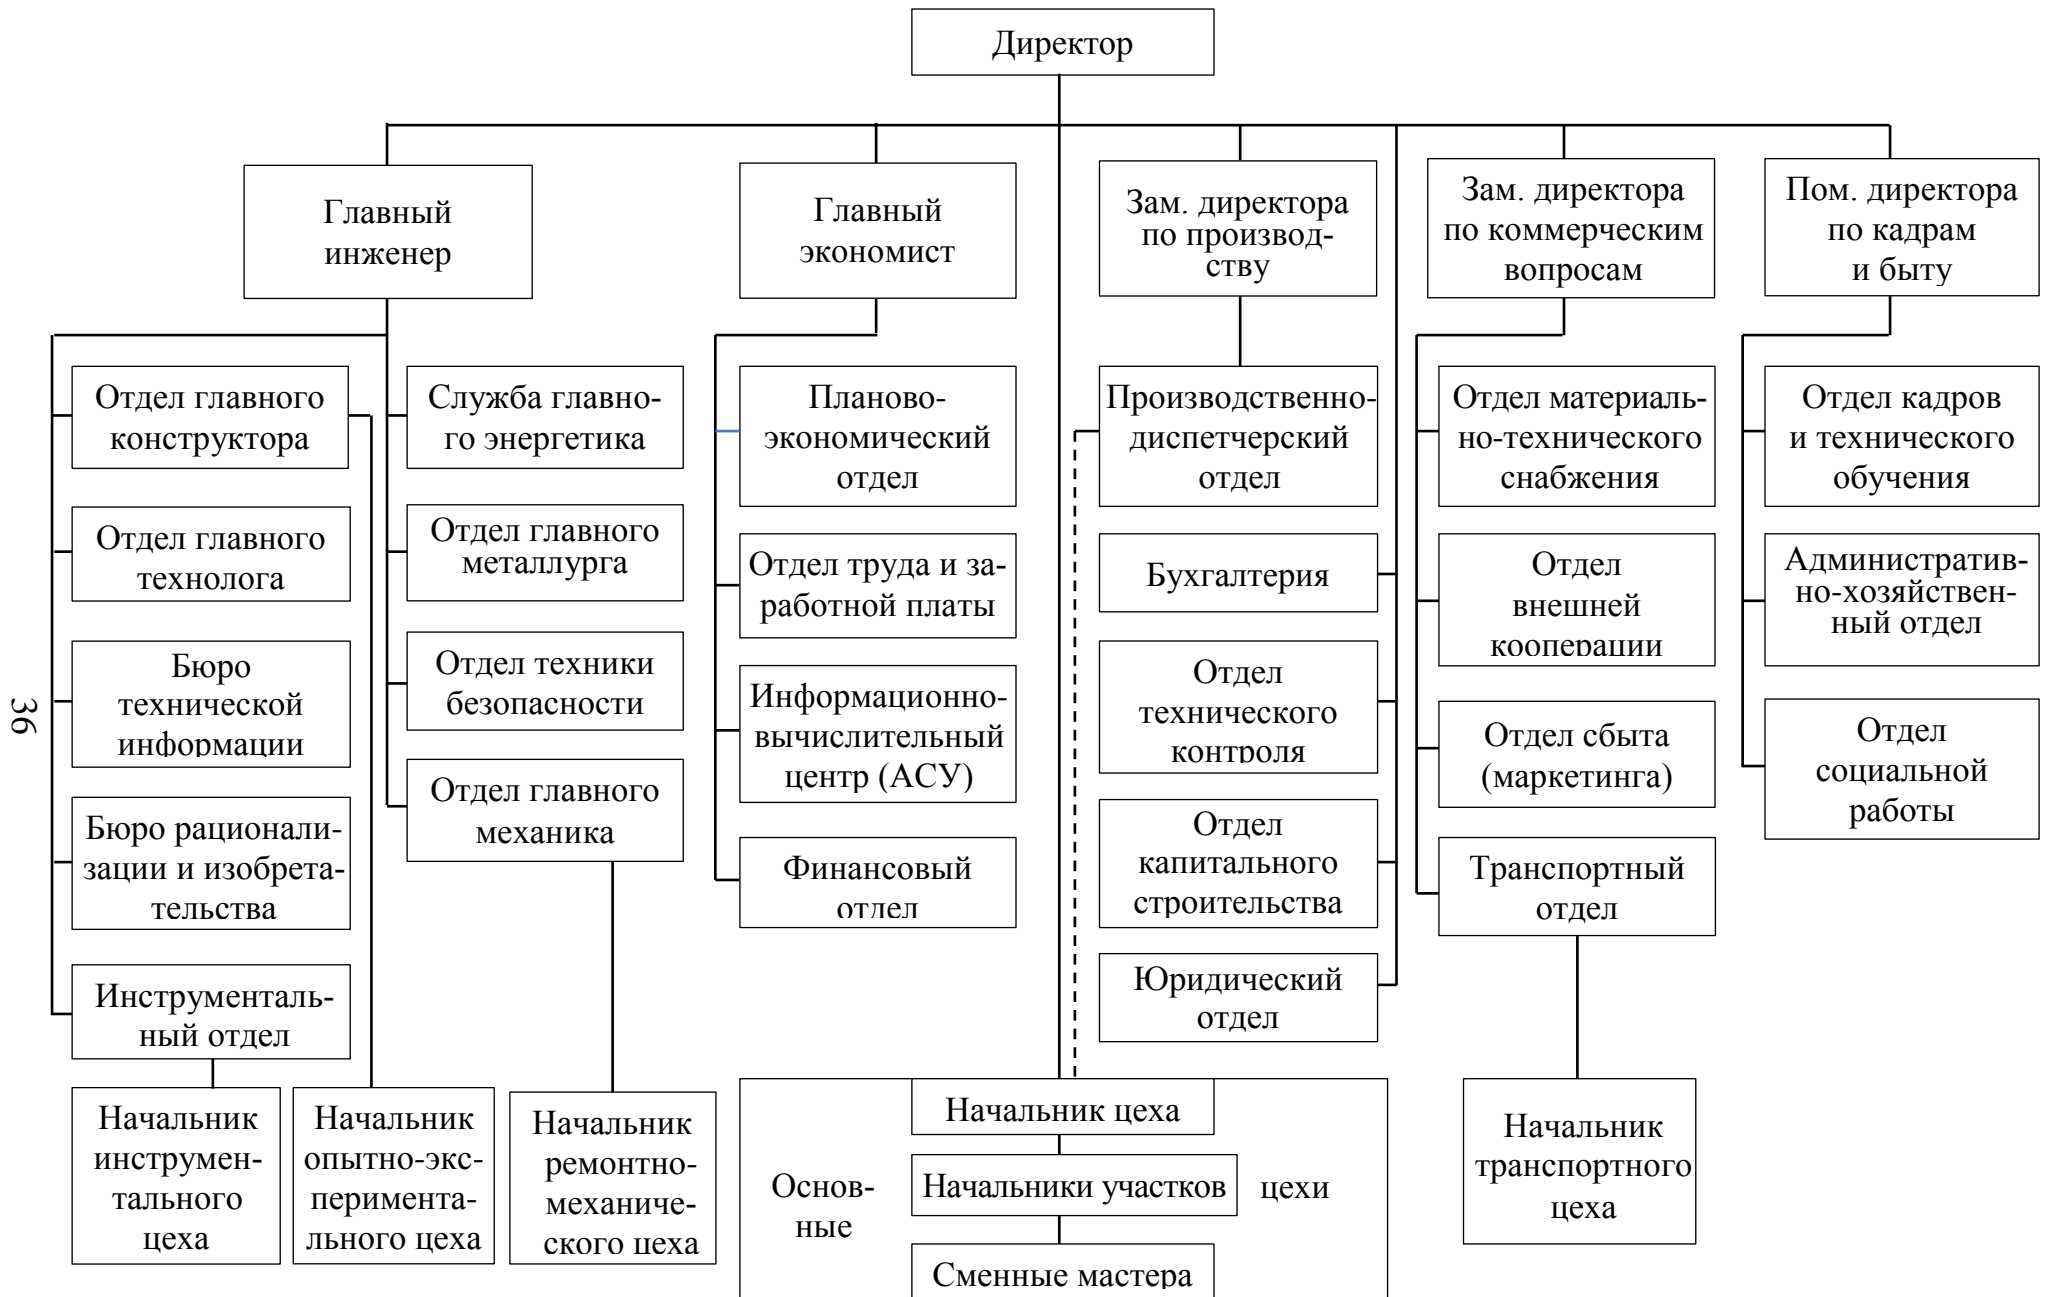 Директор
Главный
инженер
Главный
экономист
Зам. директора
по производ-
ству
Зам. директора
по коммерческим
вопросам
Пом. директора
по кадрам
и быту
Отдел главного
конструктора
Служба главно-
го энергетика
Планово-
экономический
отдел
Производственно-
диспетчерский
отдел
Отдел материаль-
но-технического
снабжения
Отдел кадров
и технического
обучения
Отдел главного
технолога
Отдел главного
металлурга
Отдел труда и за-
работной платы
Бухгалтерия
Отдел
внешней
кооперации
Административ-
но-хозяйствен-
ный отдел
Бюро
технической
информации
Отдел техники
безопасности
Информационно-
вычислительный
центр (АСУ)
Отдел
технического
контроля
Отдел сбыта
(маркетинга)
Отдел
социальной
работы
Бюро рационали-
зации и изобрета-
тельства
Отдел главного
механика
Финансовый
отдел
Отдел
капитального
строительства
Транспортный
отдел
Инструменталь-
ный отдел
Юридический
отдел
Начальник
инструмен-
тального
цеха
Начальник
опытно-экс-
перимента-
льного цеха
Начальник
ремонтно-
механиче-
ского цеха
Основ-
ные
Начальник цеха
Начальники участков
Сменные мастера
цехи
Начальник
транспортного
цеха
36